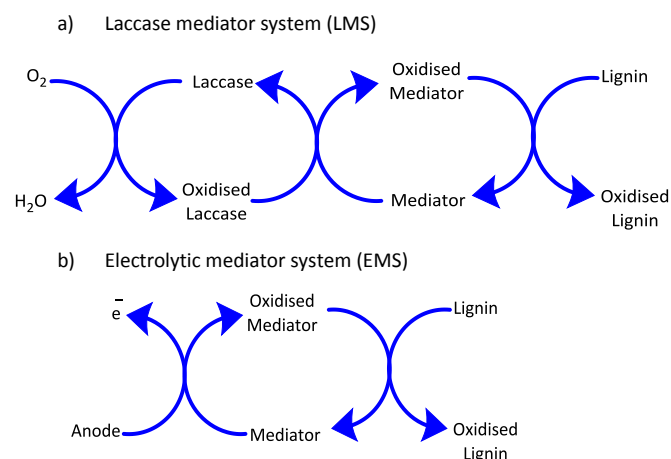 a) Laccase mediator system (LMS)
O₂
Laccase
Oxidised
Mediator
Lignin
H₂O
Oxidised
Laccase
Mediator
Oxidised
Lignin
b) Electrolytic mediator system (EMS)
e̅
Oxidised
Mediator
Lignin
Anode
Mediator
Oxidised
Lignin